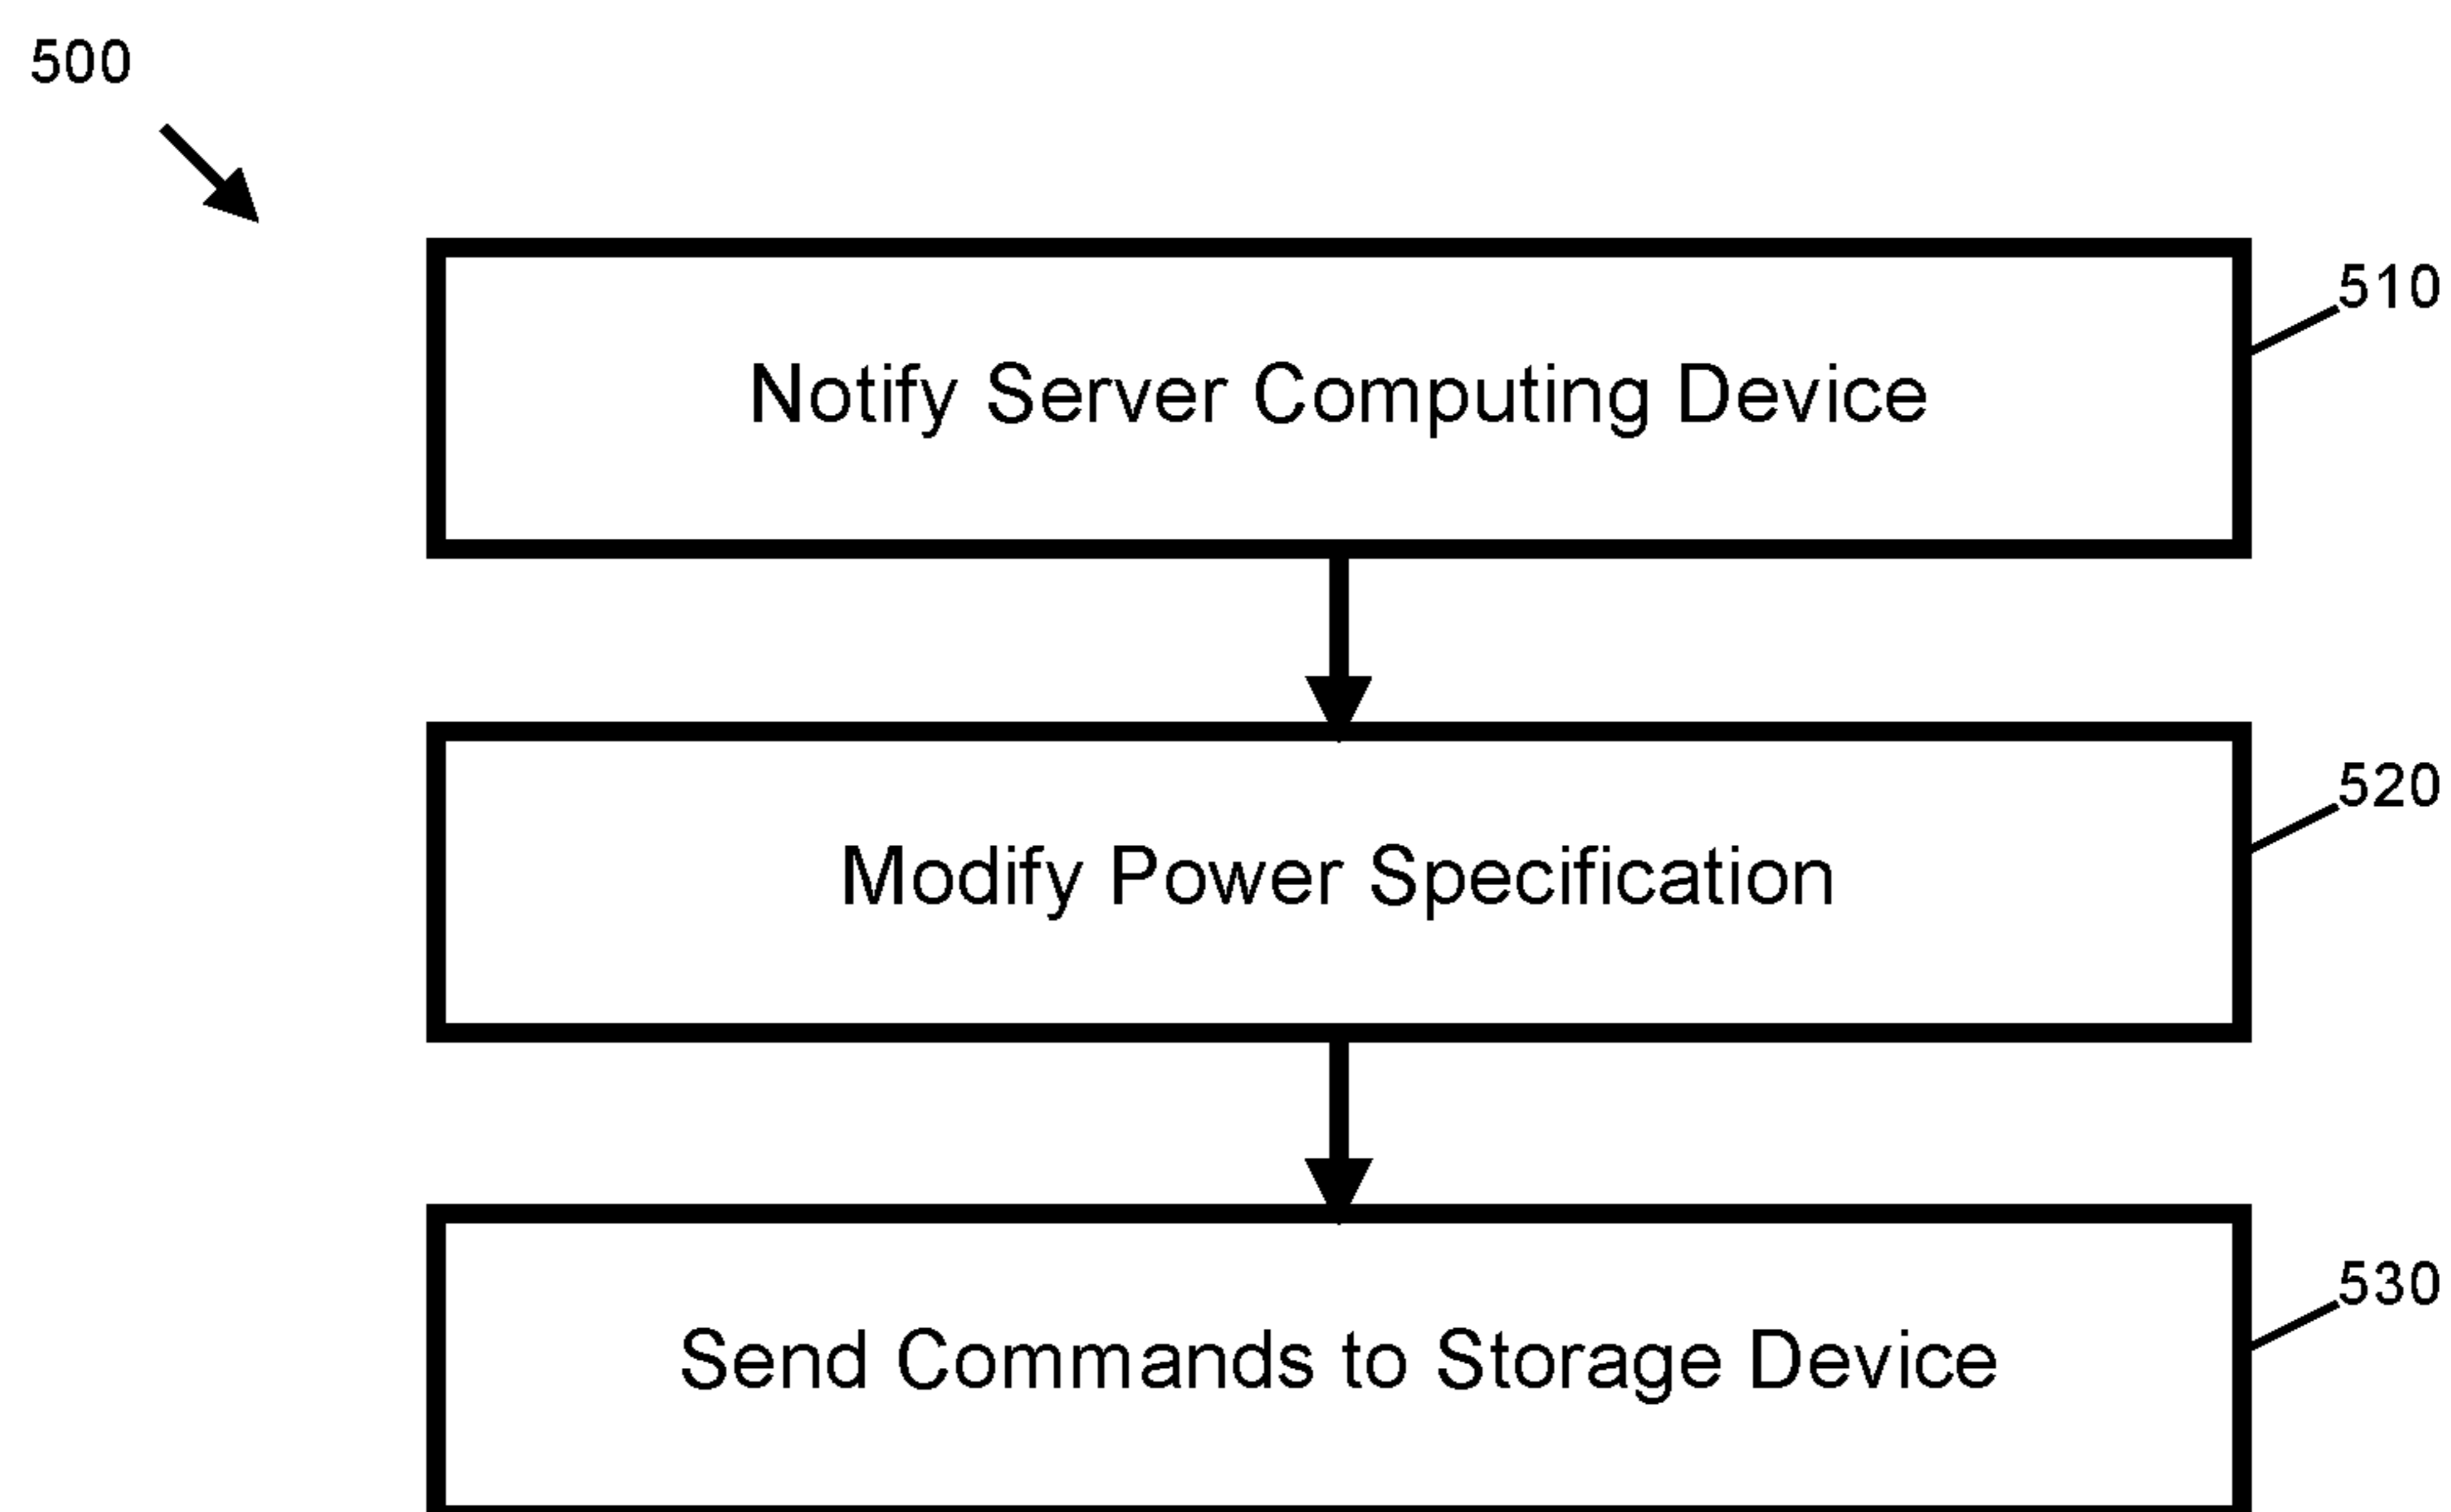 500
510
Notify Server Computing Device
520
Modify Power Specification
530
Send Commands to Storage Device